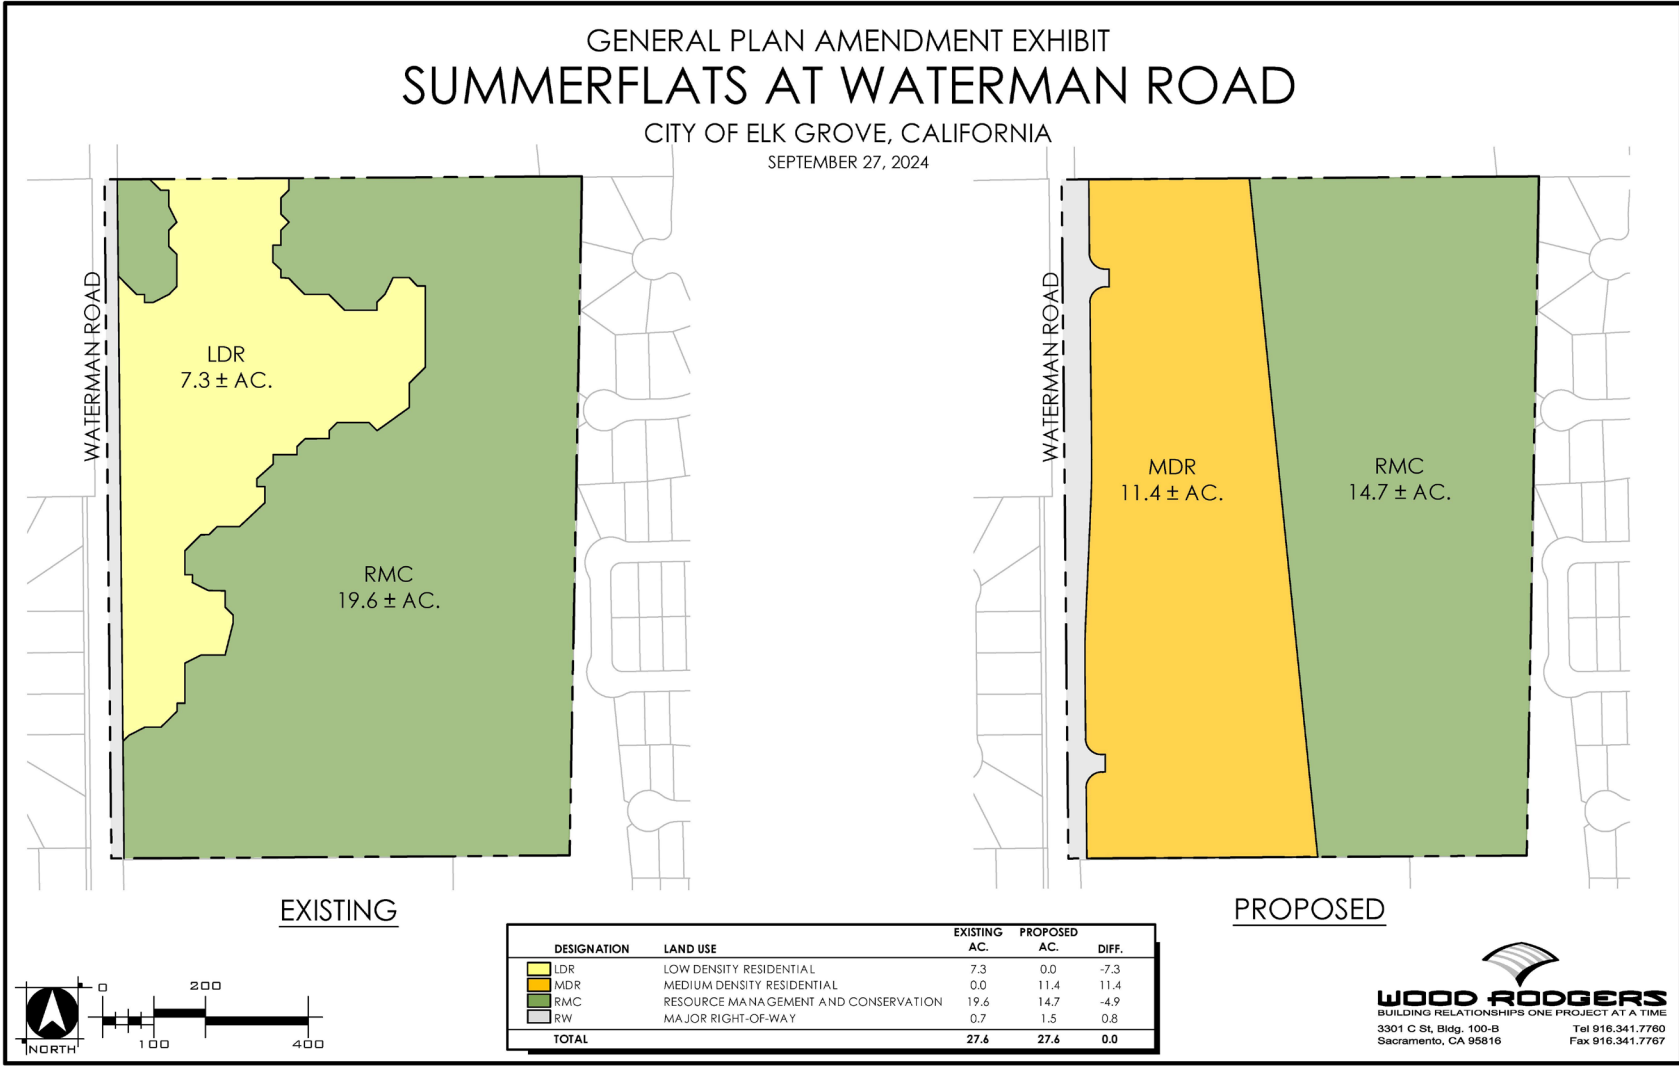 GENERAL PLAN AMENDMENT EXHIBIT
SUMMERFLATS AT WATERMAN ROAD
CITY OF ELK GROVE, CALIFORNIA
SEPTEMBER 27, 2024
WATERMAN ROAD
LDR
7.3 ± AC.
RMC
19.6 ± AC.
EXISTING
WATERMAN ROAD
MDR
11.4 ± AC.
RMC
14.7 ± AC.
PROPOSED
NORTH
0 200
100 400
EXISTING PROPOSED
DESIGNATION LAND USE AC. AC. DIFF.
LDR LOW DENSITY RESIDENTIAL 7.3 0.0 -7.3
MDR MEDIUM DENSITY RESIDENTIAL 0.0 11.4 11.4
RMC RESOURCE MANAGEMENT AND CONSERVATION 19.6 14.7 -4.9
RW MAJOR RIGHT-OF-WAY 0.7 1.5 0.8
TOTAL 27.6 27.6 0.0
WOOD RODGERS
BUILDING RELATIONSHIPS ONE PROJECT AT A TIME
3301 C St, Bldg. 100-B Tel 916.341.7760
Sacramento, CA 95816 Fax 916.341.7767